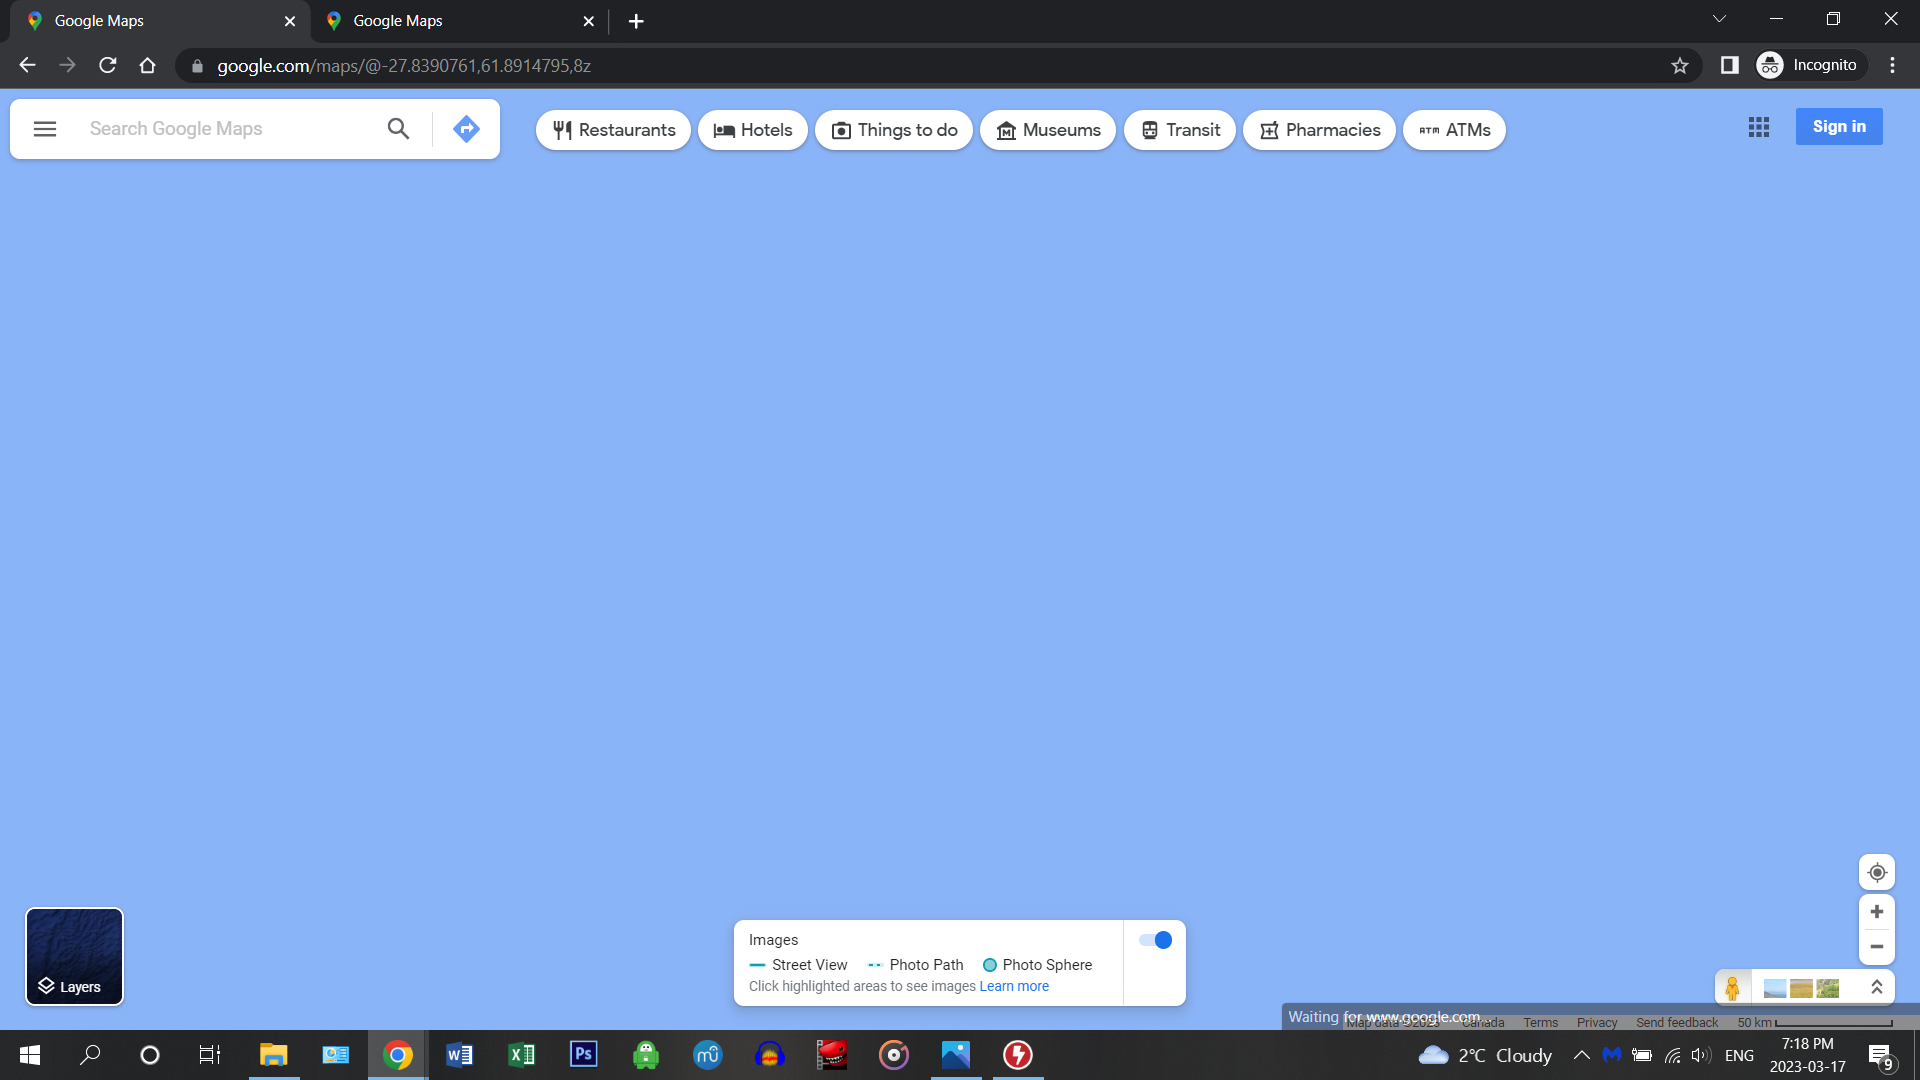 Google Maps
Google Maps
google.com/maps/@-27.8390761,61.8914795,8z
Incognito
Search Google Maps
Restaurants
Hotels
Things to do
Museums
Transit
Pharmacies
ATM ATMs
Sign in
Layers
Images
Street View Photo Path Photo Sphere
Click highlighted areas to see images Learn more
Waiting for www.google.com...
Map data ©2023 Canada Terms Privacy Send feedback 50 km
W
X
Ps
mü
2°C Cloudy
ENG
7:18 PM
2023-03-17
9